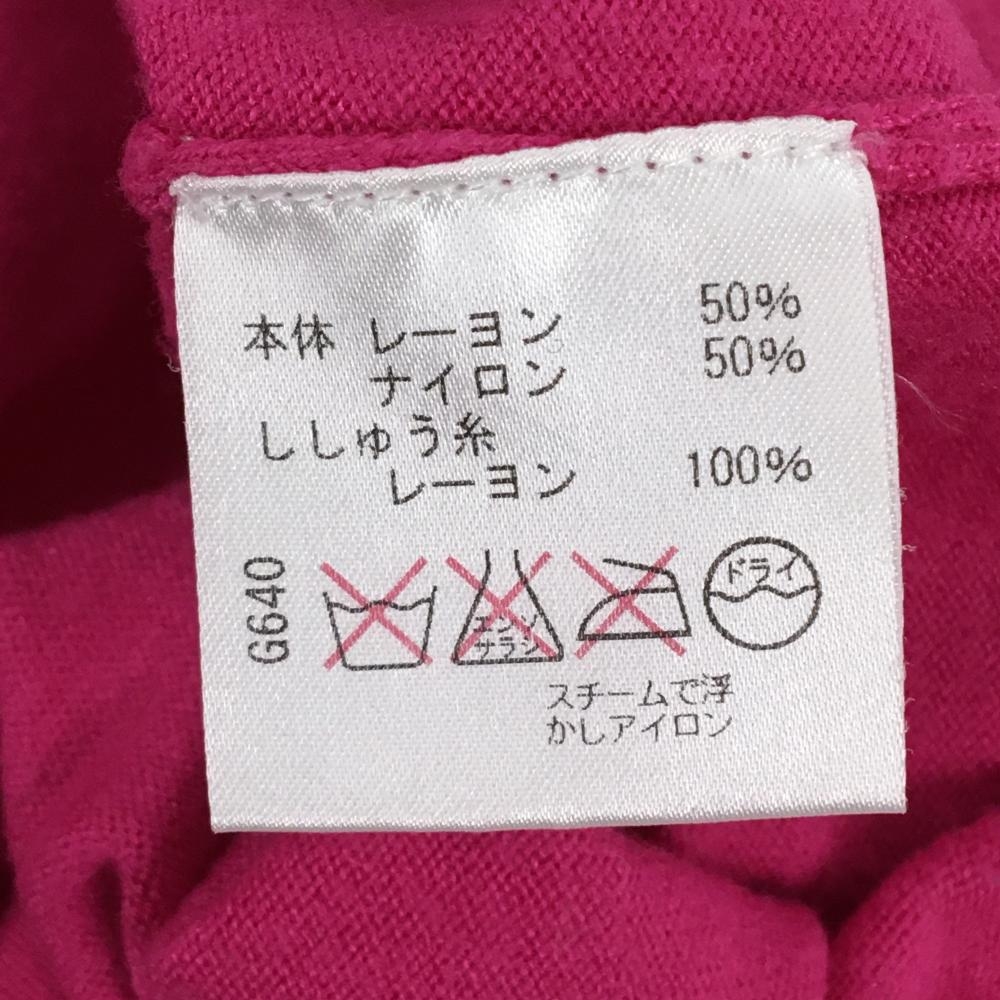 本体 レーヨン 50%
ナイロン 50%
ししゅう糸
レーヨン 100%
G640
エンソ
サラシ
ドライ
スチームで浮
かしアイロン